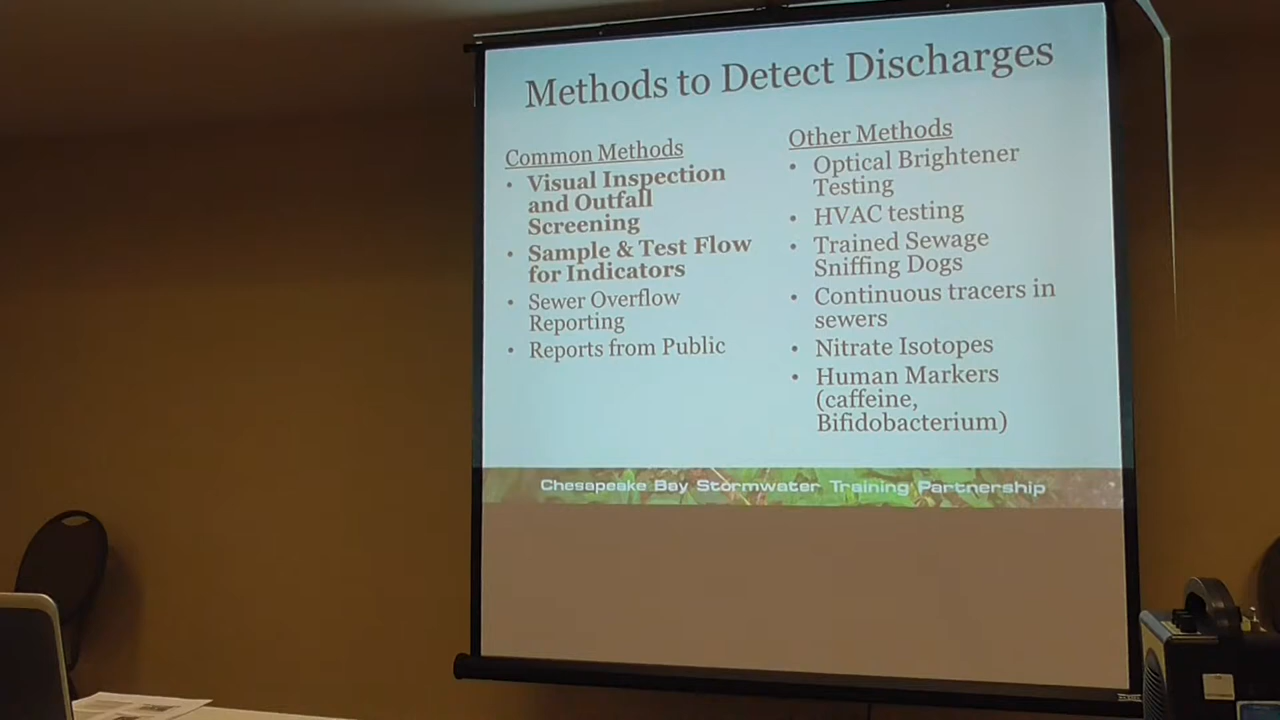 Methods to Detect Discharges
Common Methods
• Visual Inspection
and Outfall
Screening
• Sample & Test Flow
for Indicators
• Sewer Overflow
Reporting
• Reports from Public
Other Methods
• Optical Brightener
Testing
• HVAC testing
• Trained Sewage
Sniffing Dogs
• Continuous tracers in
sewers
• Nitrate Isotopes
• Human Markers
(caffeine,
Bifidobacterium)
Chesapeake Bay Stormwater Training Partnership